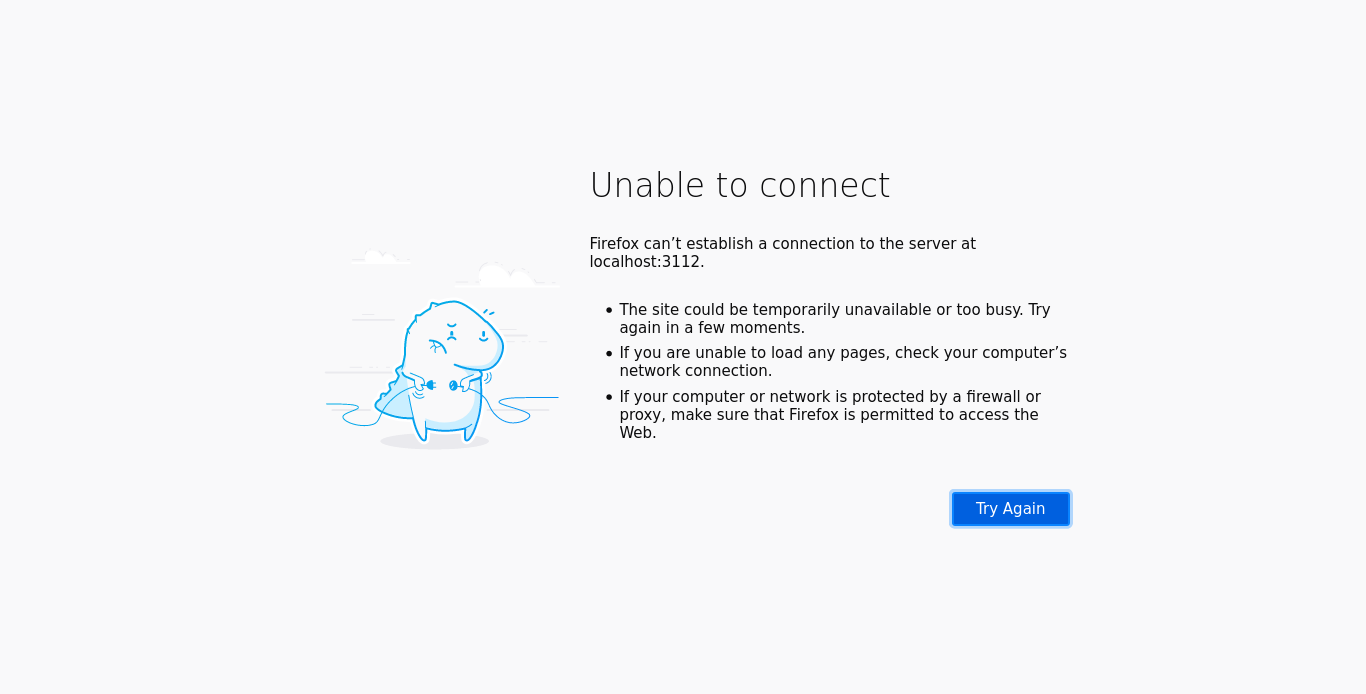 Unable to connect
Firefox can’t establish a connection to the server at
localhost:3112.
The site could be temporarily unavailable or too busy. Try
again in a few moments.
If you are unable to load any pages, check your computer’s
network connection.
If your computer or network is protected by a firewall or
proxy, make sure that Firefox is permitted to access the
Web.
Try Again